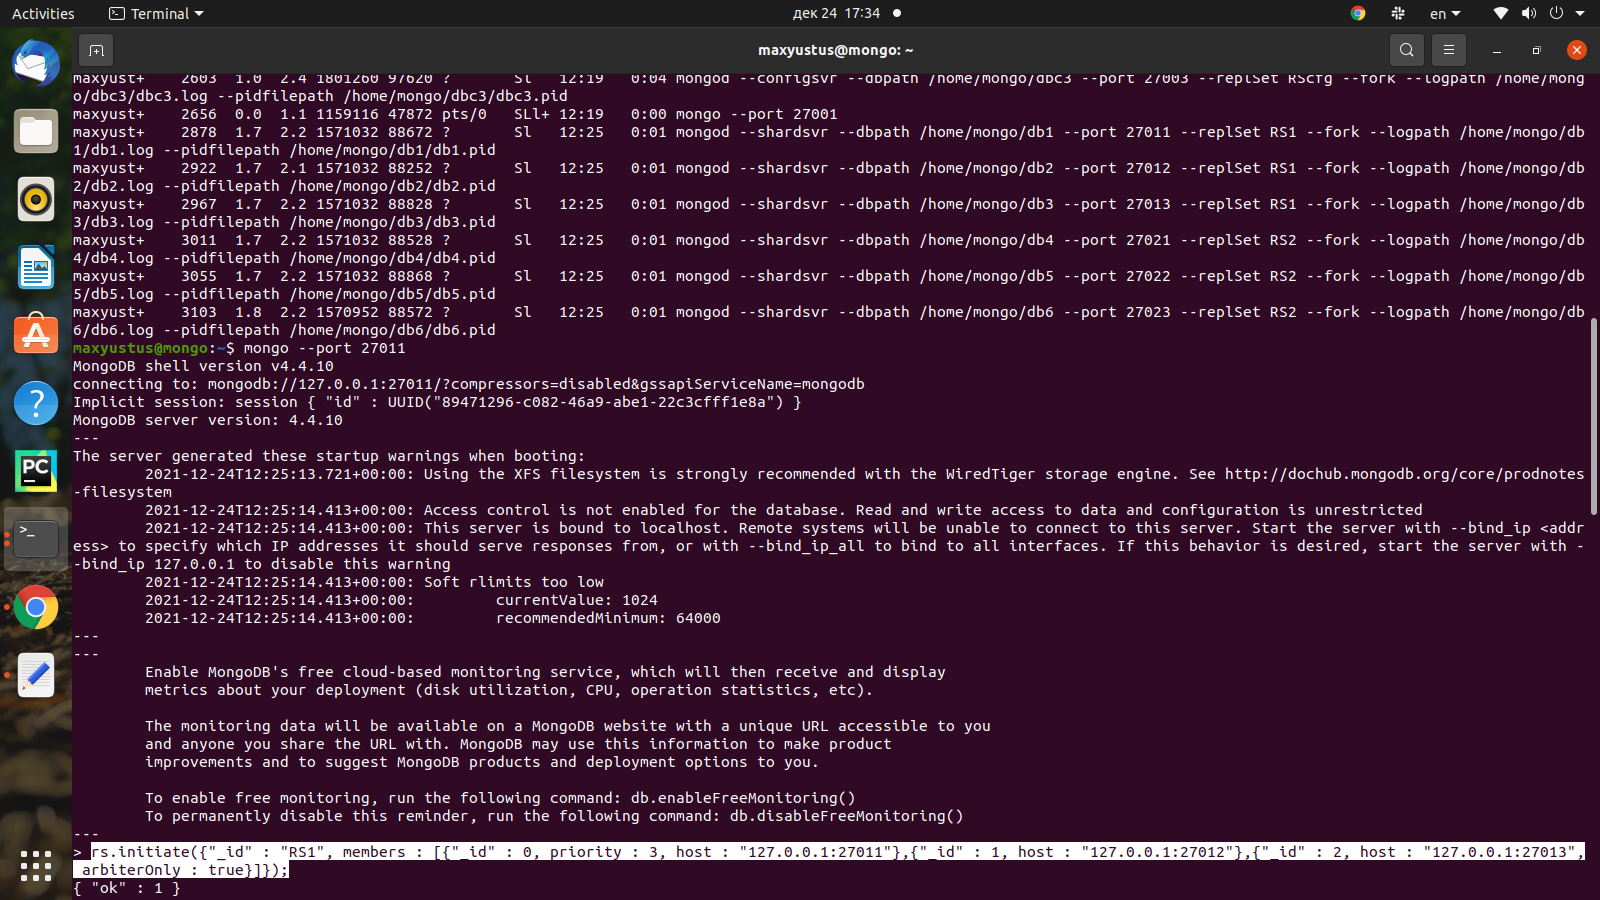 Activities Terminal дек 24 17:34 en
maxyustus@mongo: ~
maxyust+    2603  1.0  2.4 1801260 97620 ?       Sl   12:19   0:04 mongod --configsvr --dbpath /home/mongo/dbc3 --port 27003 --replSet RScfg --fork --logpath /home/mong
o/dbc3/dbc3.log --pidfilepath /home/mongo/dbc3/dbc3.pid
maxyust+    2656  0.0  1.1 1159116 47872 pts/0   SLl+ 12:19   0:00 mongo --port 27001
maxyust+    2878  1.7  2.2 1571032 88672 ?       Sl   12:25   0:01 mongod --shardsvr --dbpath /home/mongo/db1 --port 27011 --replSet RS1 --fork --logpath /home/mongo/db
1/db1.log --pidfilepath /home/mongo/db1/db1.pid
maxyust+    2922  1.7  2.1 1571032 88252 ?       Sl   12:25   0:01 mongod --shardsvr --dbpath /home/mongo/db2 --port 27012 --replSet RS1 --fork --logpath /home/mongo/db
2/db2.log --pidfilepath /home/mongo/db2/db2.pid
maxyust+    2967  1.7  2.2 1571032 88828 ?       Sl   12:25   0:01 mongod --shardsvr --dbpath /home/mongo/db3 --port 27013 --replSet RS1 --fork --logpath /home/mongo/db
3/db3.log --pidfilepath /home/mongo/db3/db3.pid
maxyust+    3011  1.7  2.2 1571032 88528 ?       Sl   12:25   0:01 mongod --shardsvr --dbpath /home/mongo/db4 --port 27021 --replSet RS2 --fork --logpath /home/mongo/db
4/db4.log --pidfilepath /home/mongo/db4/db4.pid
maxyust+    3055  1.7  2.2 1571032 88868 ?       Sl   12:25   0:01 mongod --shardsvr --dbpath /home/mongo/db5 --port 27022 --replSet RS2 --fork --logpath /home/mongo/db
5/db5.log --pidfilepath /home/mongo/db5/db5.pid
maxyust+    3103  1.8  2.2 1570952 88572 ?       Sl   12:25   0:01 mongod --shardsvr --dbpath /home/mongo/db6 --port 27023 --replSet RS2 --fork --logpath /home/mongo/db
6/db6.log --pidfilepath /home/mongo/db6/db6.pid
maxyustus@mongo:~$ mongo --port 27011
MongoDB shell version v4.4.10
connecting to: mongodb://127.0.0.1:27011/?compressors=disabled&gssapiServiceName=mongodb
Implicit session: session { "id" : UUID("89471296-c082-46a9-abe1-22c3cfff1e8a") }
MongoDB server version: 4.4.10
---
The server generated these startup warnings when booting:
        2021-12-24T12:25:13.721+00:00: Using the XFS filesystem is strongly recommended with the WiredTiger storage engine. See http://dochub.mongodb.org/core/prodnotes
-filesystem
        2021-12-24T12:25:14.413+00:00: Access control is not enabled for the database. Read and write access to data and configuration is unrestricted
        2021-12-24T12:25:14.413+00:00: This server is bound to localhost. Remote systems will be unable to connect to this server. Start the server with --bind_ip <addr
ess> to specify which IP addresses it should serve responses from, or with --bind_ip_all to bind to all interfaces. If this behavior is desired, start the server with -
-bind_ip 127.0.0.1 to disable this warning
        2021-12-24T12:25:14.413+00:00: Soft rlimits too low
        2021-12-24T12:25:14.413+00:00:         currentValue: 1024
        2021-12-24T12:25:14.413+00:00:         recommendedMinimum: 64000
---
---
        Enable MongoDB's free cloud-based monitoring service, which will then receive and display
        metrics about your deployment (disk utilization, CPU, operation statistics, etc).

        The monitoring data will be available on a MongoDB website with a unique URL accessible to you
        and anyone you share the URL with. MongoDB may use this information to make product
        improvements and to suggest MongoDB products and deployment options to you.

        To enable free monitoring, run the following command: db.enableFreeMonitoring()
        To permanently disable this reminder, run the following command: db.disableFreeMonitoring()
---
> rs.initiate({"_id" : "RS1", members : [{"_id" : 0, priority : 3, host : "127.0.0.1:27011"},{"_id" : 1, host : "127.0.0.1:27012"},{"_id" : 2, host : "127.0.0.1:27013",
 arbiterOnly : true}]});
{ "ok" : 1 }
PC